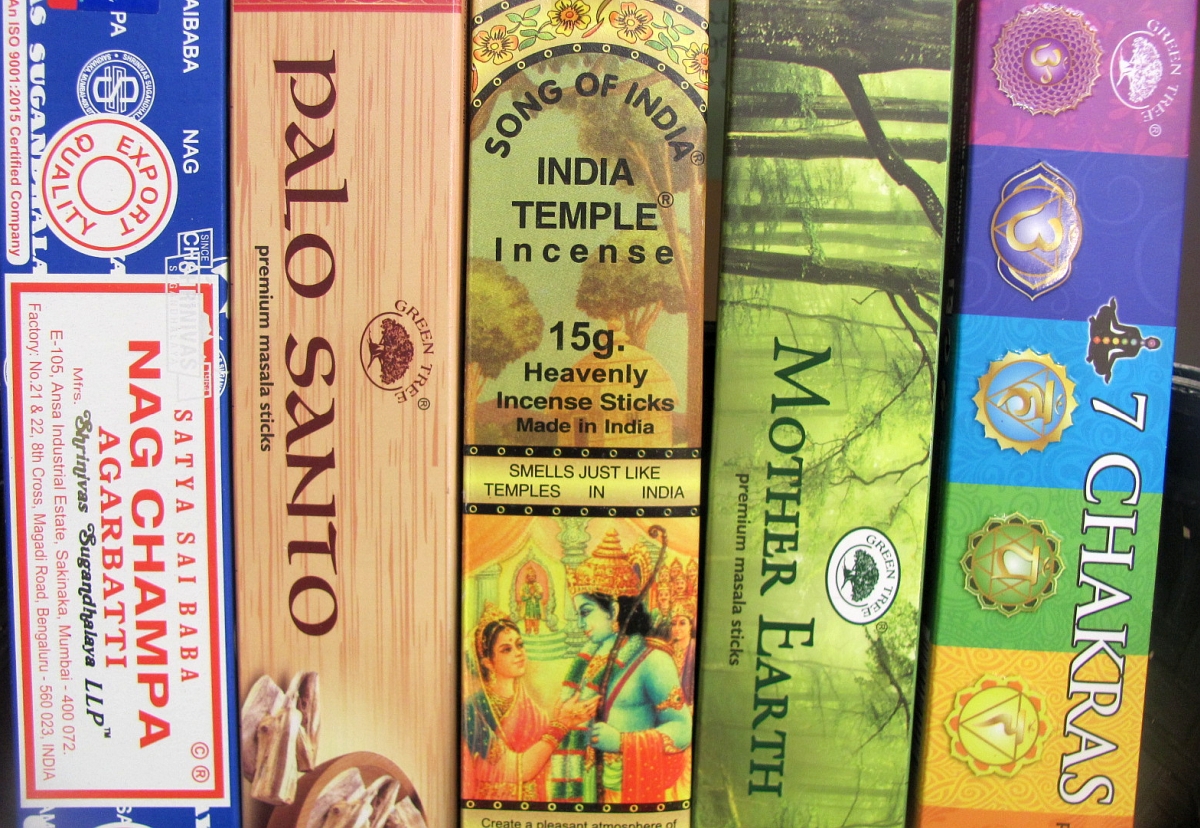 An ISO 9001:2015 Certified Company
AIBABA NAG
EXPORT
QUALITY
SINCE
SATYA SAI BABA
NAG CHAMPA
AGARBATTI
Mfrs. Shrinivas Sugandhalaya LLP™
E-105, Ansa Industrial Estate, Sakinaka, Mumbai - 400 072.
Factory: No.21 & 22, 8th Cross, Magadi Road, Bengaluru - 560 023, INDIA
© ®
GREEN TREE ®
PALO SANTO
premium masala sticks
SONG OF INDIA®
INDIA
TEMPLE®
Incense
15g.
Heavenly
Incense Sticks
Made in India
SMELLS JUST LIKE
TEMPLES IN INDIA
Create a pleasant atmosphere of
GREEN TREE ®
MOTHER EARTH
premium masala sticks
GREEN TREE ®
7 CHAKRAS